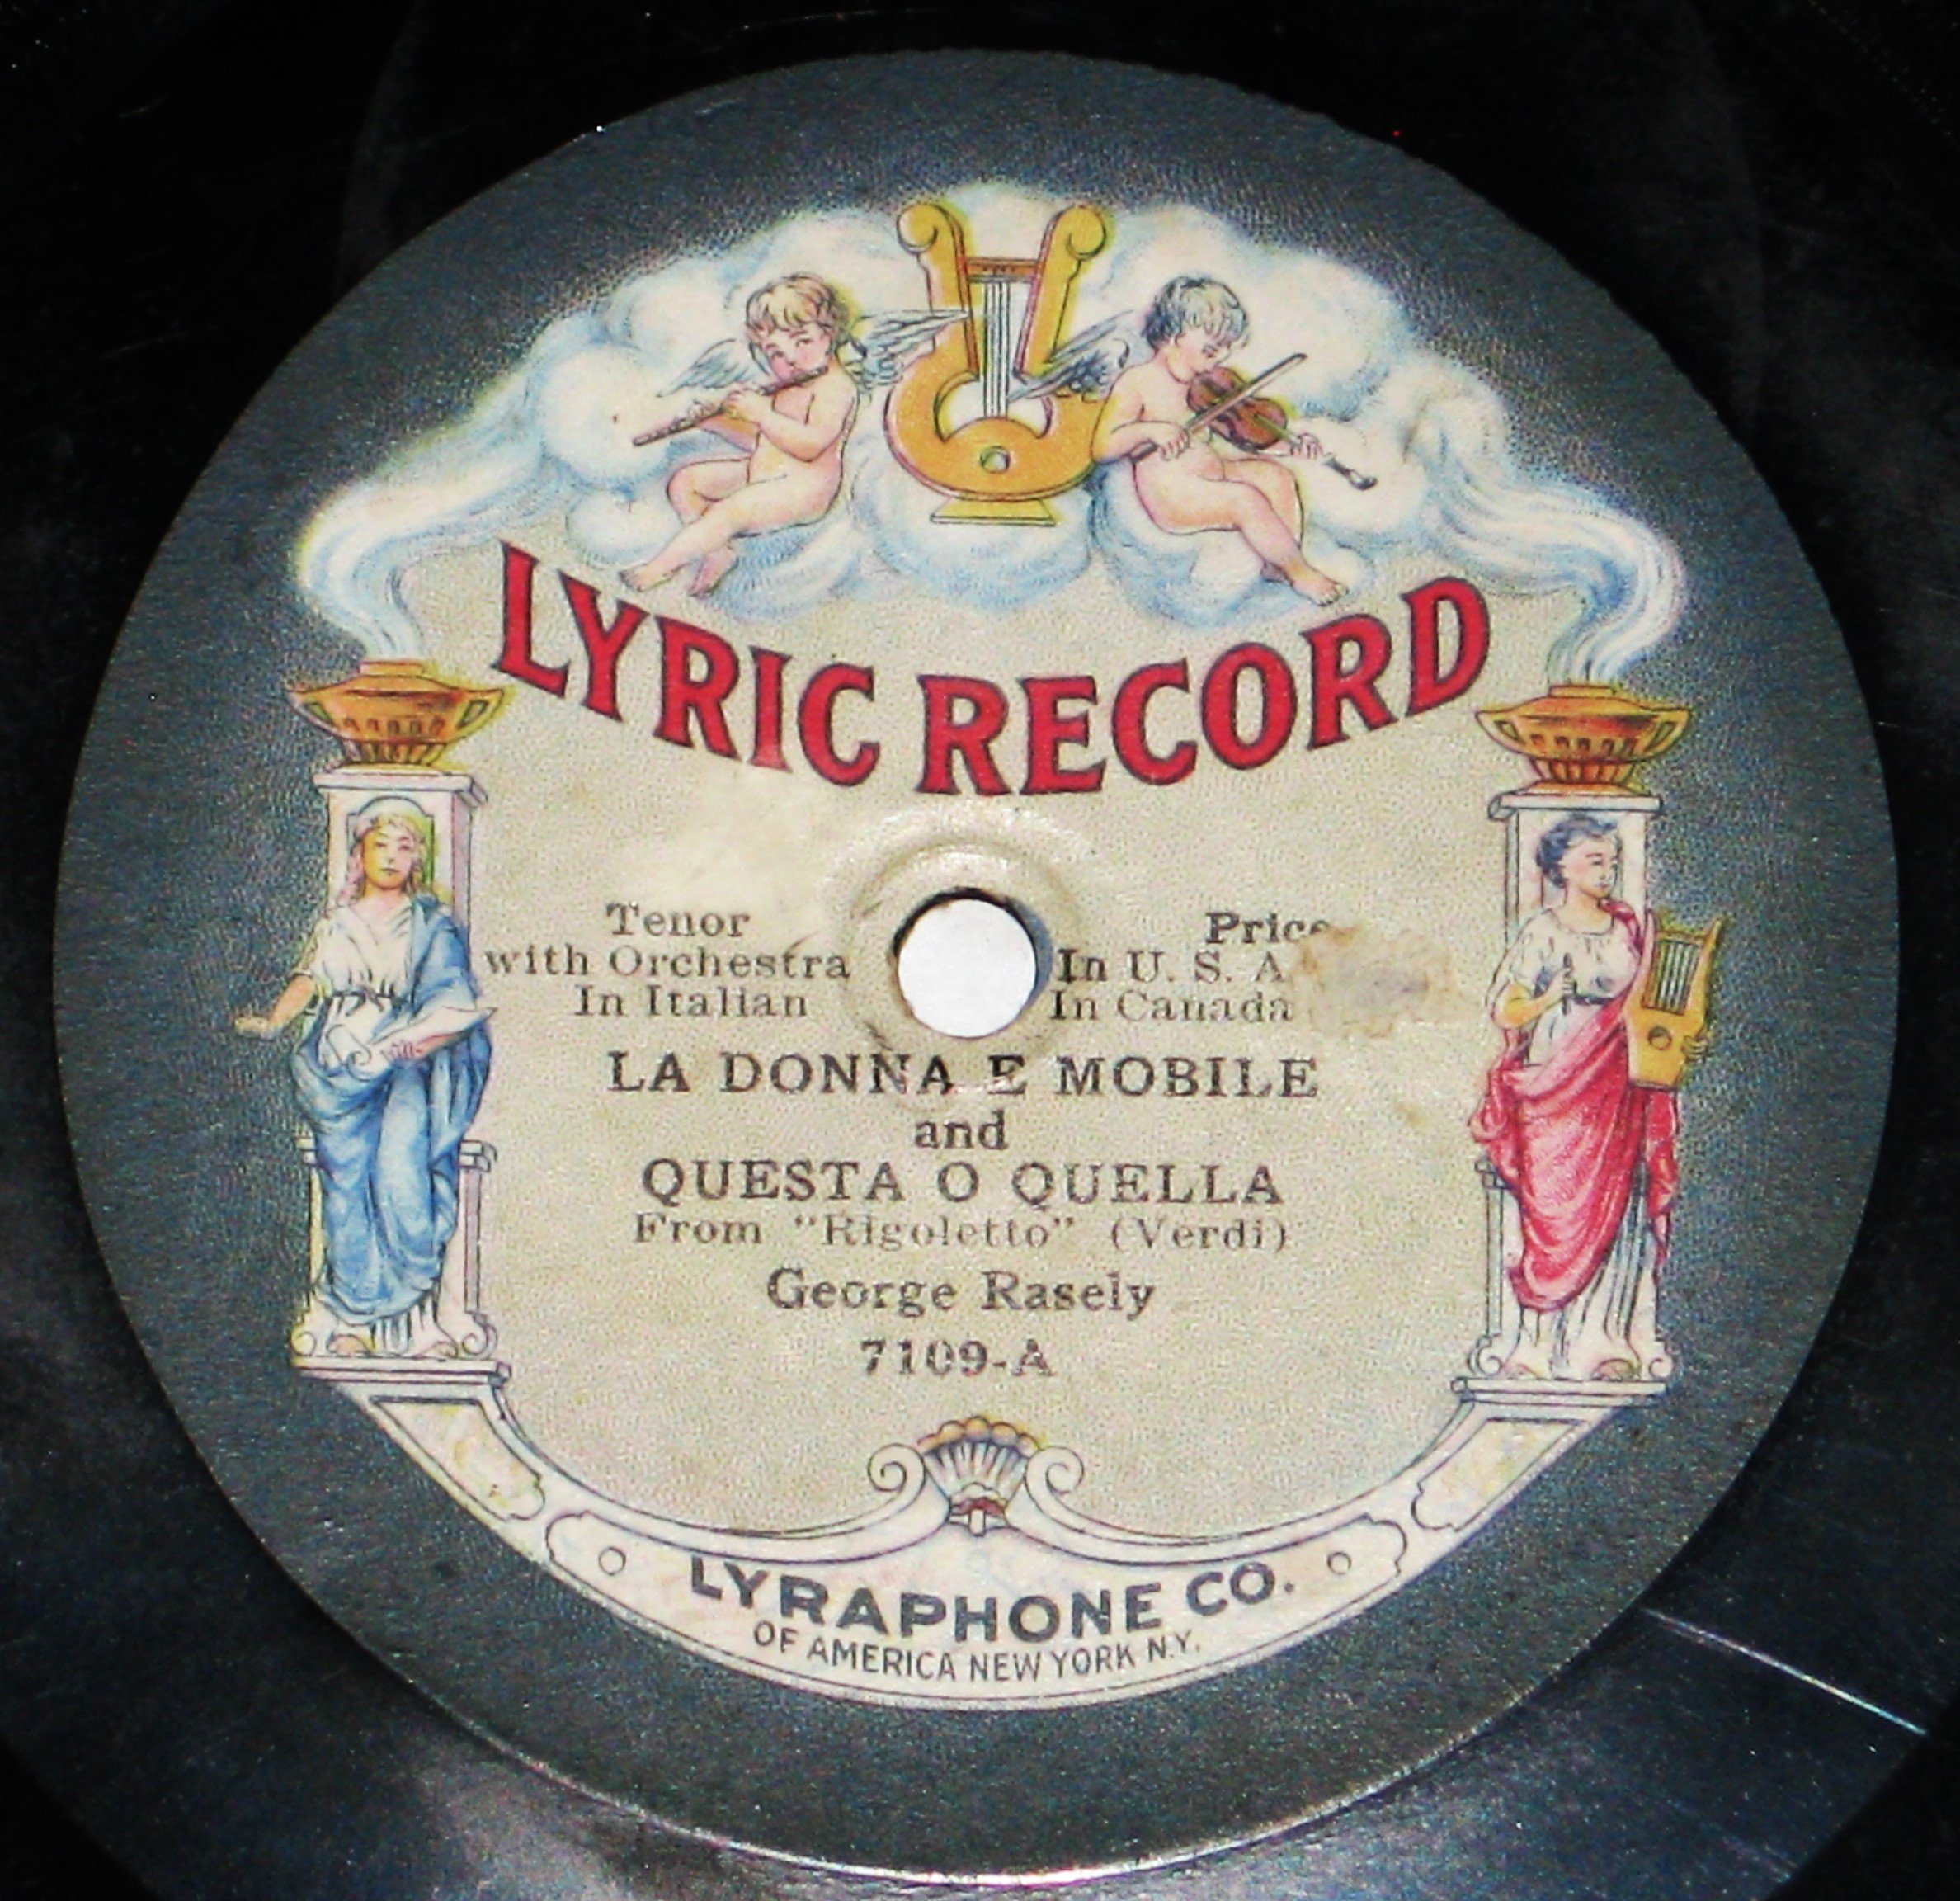 LYRIC RECORD
Tenor
with Orchestra
In Italian
Price
In U. S. A
In Canada
LA DONNA E MOBILE
and
QUESTA O QUELLA
From "Rigoletto" (Verdi)
George Rasely
7109-A
LYRAPHONE CO.
OF AMERICA NEW YORK N.Y.